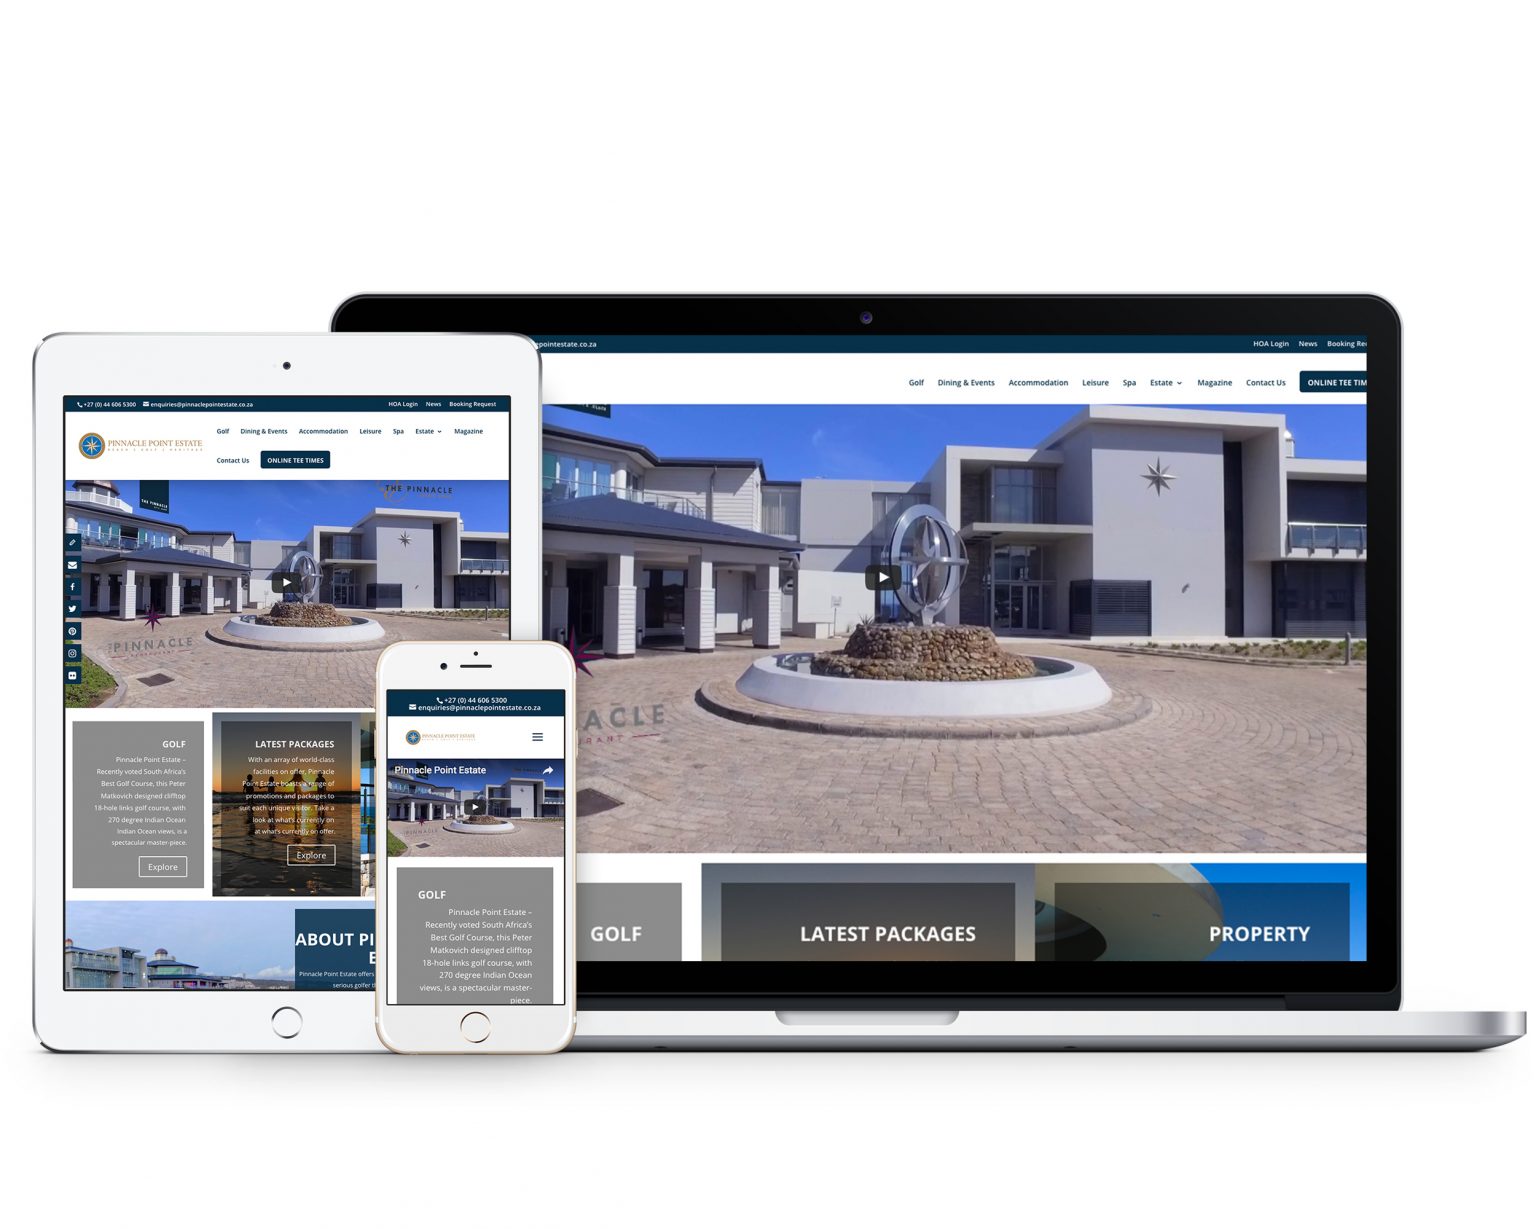 pointestate.co.za
HOA Login News Booking Re
Golf Dining & Events Accommodation Leisure Spa Estate Magazine Contact Us ONLINE TEE TIM
ACLE
RANT
GOLF
LATEST PACKAGES
PROPERTY
+27 (0) 44 606 5300 enquiries@pinnaclepointestate.co.za HOA Login News Booking Request
PINNACLE POINT ESTATE
BEACH | GOLF | HERITAGE
Golf Dining & Events Accommodation Leisure Spa Estate Magazine
Contact Us ONLINE TEE TIMES
THE PINNACLE
THE PINNACLE
THE PINNACLE
RESTAURANT
GOLF
Pinnacle Point Estate –
Recently voted South Africa's
Best Golf Course, this Peter
Matkovich designed clifftop
18-hole links golf course, with
270 degree Indian Ocean
Indian Ocean views, is a
spectacular master-piece.
Explore
LATEST PACKAGES
With an array of world-class
facilities on offer, Pinnacle
Point Estate boasts a range of
promotions and packages to
suit each unique visitor. Take a
look at what's currently on
at what's currently on offer.
Explore
ABOUT PI
E
Pinnacle Point Estate offers
serious golfer t
+27 (0) 44 606 5300
enquiries@pinnaclepointestate.co.za
PINNACLE POINT ESTATE
Pinnacle Point Estate
GOLF
Pinnacle Point Estate –
Recently voted South Africa's
Best Golf Course, this Peter
Matkovich designed clifftop
18-hole links golf course, with
270 degree Indian Ocean
views, is a spectacular master-
piece.